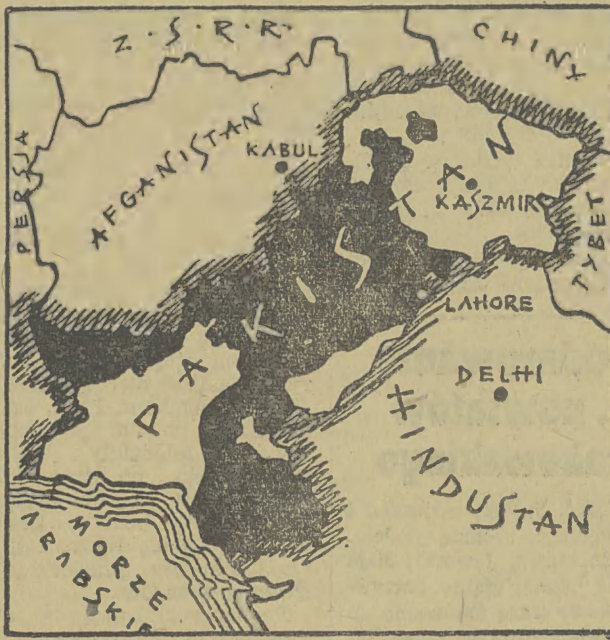 Z.S.R.R.
CHINY
PERSJA
AFGANISTAN
KABUL
PAKISTAN
KASZMIR
TYBET
LAHORE
DELHI
HINDUSTAN
MORZE
ARABSKIE